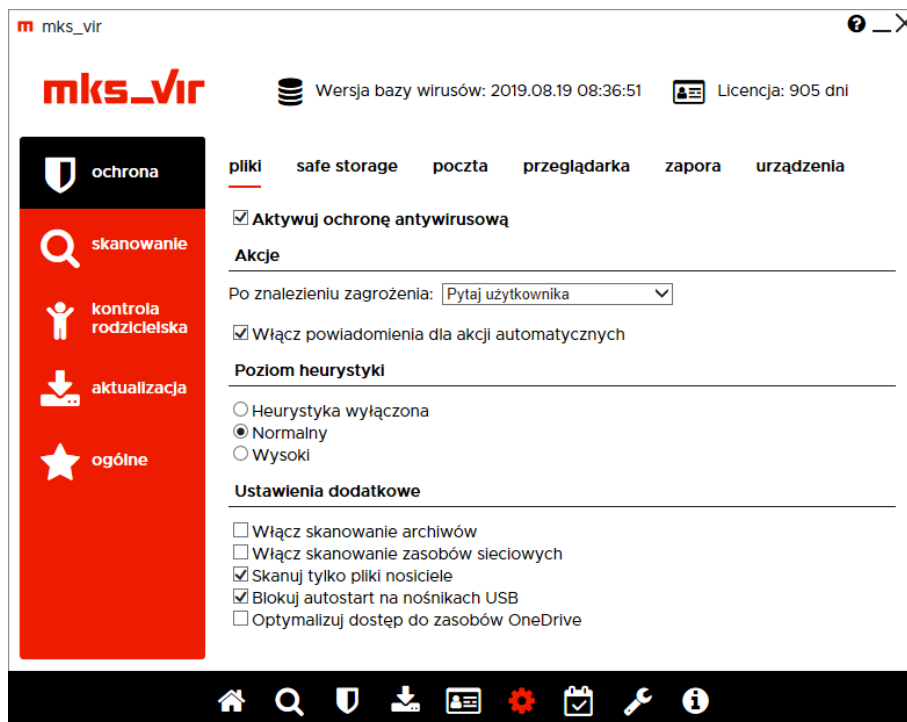 mks_vir
mks_vir
Wersja bazy wirusów: 2019.08.19 08:36:51
Licencja: 905 dni
ochrona
skanowanie
kontrola
rodzicielska
aktualizacja
ogólne
pliki safe storage poczta przeglądarka zapora urządzenia
Aktywuj ochronę antywirusową
Akcje
Po znalezieniu zagrożenia: Pytaj użytkownika
Włącz powiadomienia dla akcji automatycznych
Poziom heurystyki
Heurystyka wyłączona
Normalny
Wysoki
Ustawienia dodatkowe
Włącz skanowanie archiwów
Włącz skanowanie zasobów sieciowych
Skanuj tylko pliki nosiciele
Blokuj autostart na nośnikach USB
Optymalizuj dostęp do zasobów OneDrive